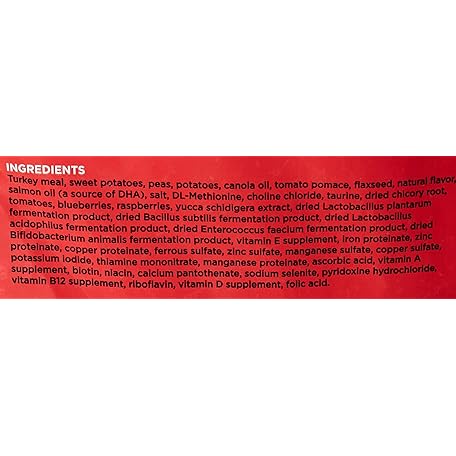 INGREDIENTS
Turkey meal, sweet potatoes, peas, potatoes, canola oil, tomato pomace, flaxseed, natural flavor,
salmon oil (a source of DHA), salt, DL-Methionine, choline chloride, taurine, dried chicory root,
tomatoes, blueberries, raspberries, yucca schidigera extract, dried Lactobacillus plantarum
fermentation product, dried Bacillus subtilis fermentation product, dried Lactobacillus
acidophilus fermentation product, dried Enterococcus faecium fermentation product, dried
Bifidobacterium animalis fermentation product, vitamin E supplement, iron proteinate, zinc
proteinate, copper proteinate, ferrous sulfate, zinc sulfate, manganese sulfate, copper sulfate,
potassium iodide, thiamine mononitrate, manganese proteinate, ascorbic acid, vitamin A
supplement, biotin, niacin, calcium pantothenate, sodium selenite, pyridoxine hydrochloride,
vitamin B12 supplement, riboflavin, vitamin D supplement, folic acid.